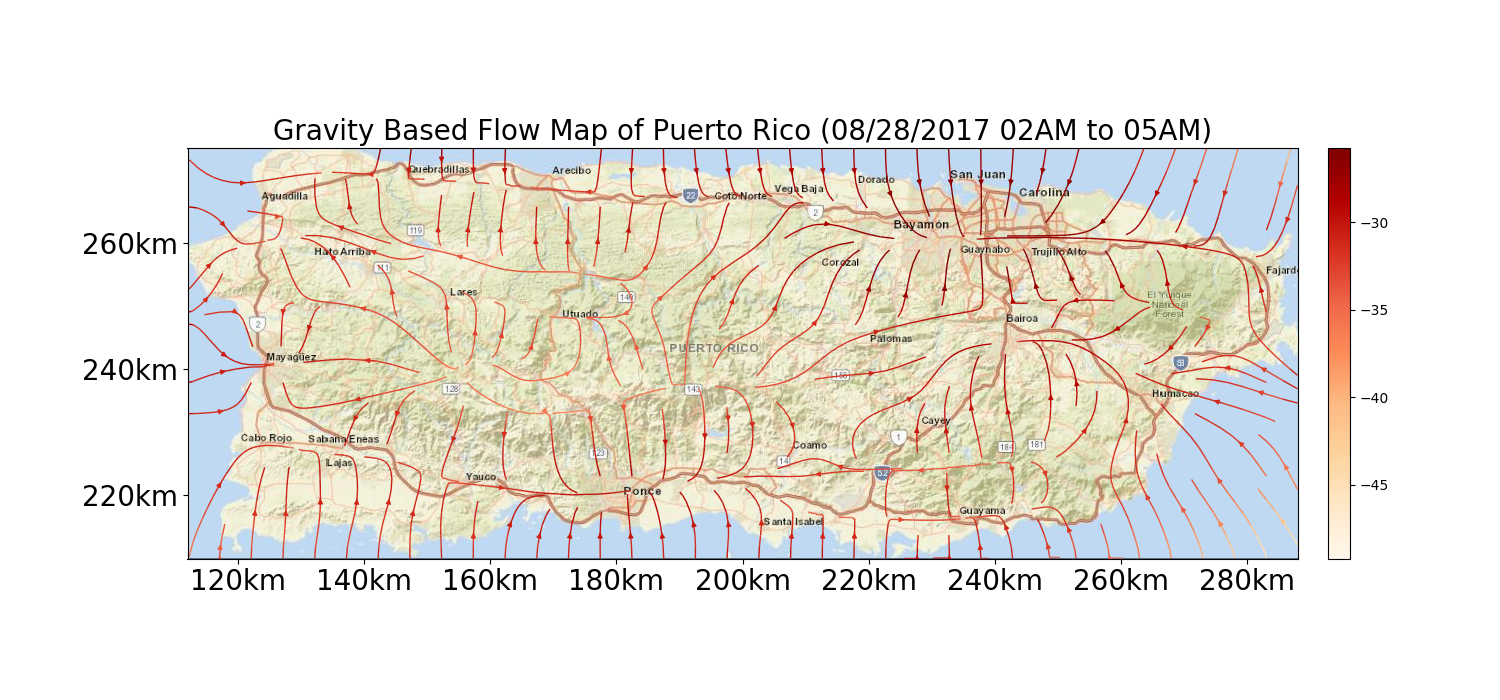 Gravity Based Flow Map of Puerto Rico (08/28/2017 02AM to 05AM)
Quebradillas
Arecibo
San Juan
Aguadilla
22
Coto Norte
Vega Baja
Dorado
Carolina
2
Bayamón
119
260km
Hato Arriba
111
Corozal
Guaynabo
Trujillo Alto
Fajardo
-30
Lares
140
El Yunque
National
Forest
Utuado
2
Bairoa
-35
PUERTO RICO
Palomas
240km
Mayagüez
128
143
155
Humacao
-40
Cabo Rojo
Sabana Eneas
Cayey
1
Coamo
184
181
Lajas
123
14
52
Yauco
-45
220km
Ponce
Santa Isabel
Guayama
120km 140km 160km 180km 200km 220km 240km 260km 280km